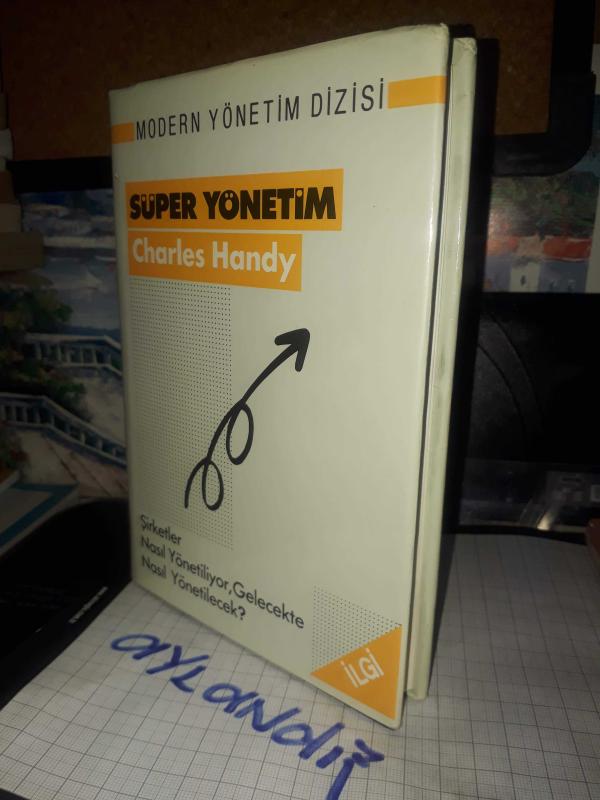 MODERN YÖNETİM DİZİSİ
SÜPER YÖNETİM
Charles Handy
Şirketler
Nasıl Yönetiliyor,Gelecekte
Nasıl Yönetilecek?
İLGİ